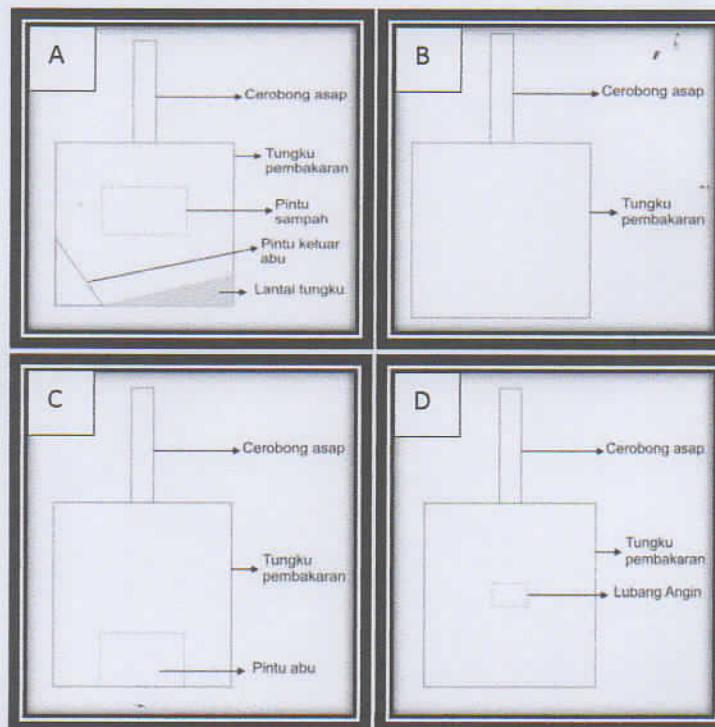 A
Cerobong asap
Tungku
pembakaran
Pintu
sampah
Pintu keluar
abu
Lantai tungku
B
Cerobong asap
Tungku
pembakaran
C
Cerobong asap
Tungku
pembakaran
Pintu abu
D
Cerobong asap
Tungku
pembakaran
Lubang Angin